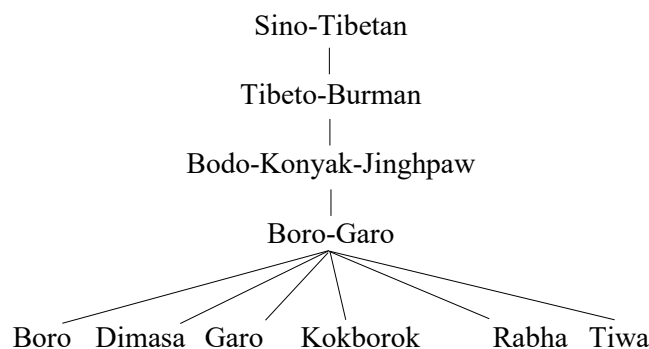 Sino-Tibetan
Tibeto-Burman
Bodo-Konyak-Jinghpaw
Boro-Garo
Boro Dimasa Garo Kokborok Rabha Tiwa